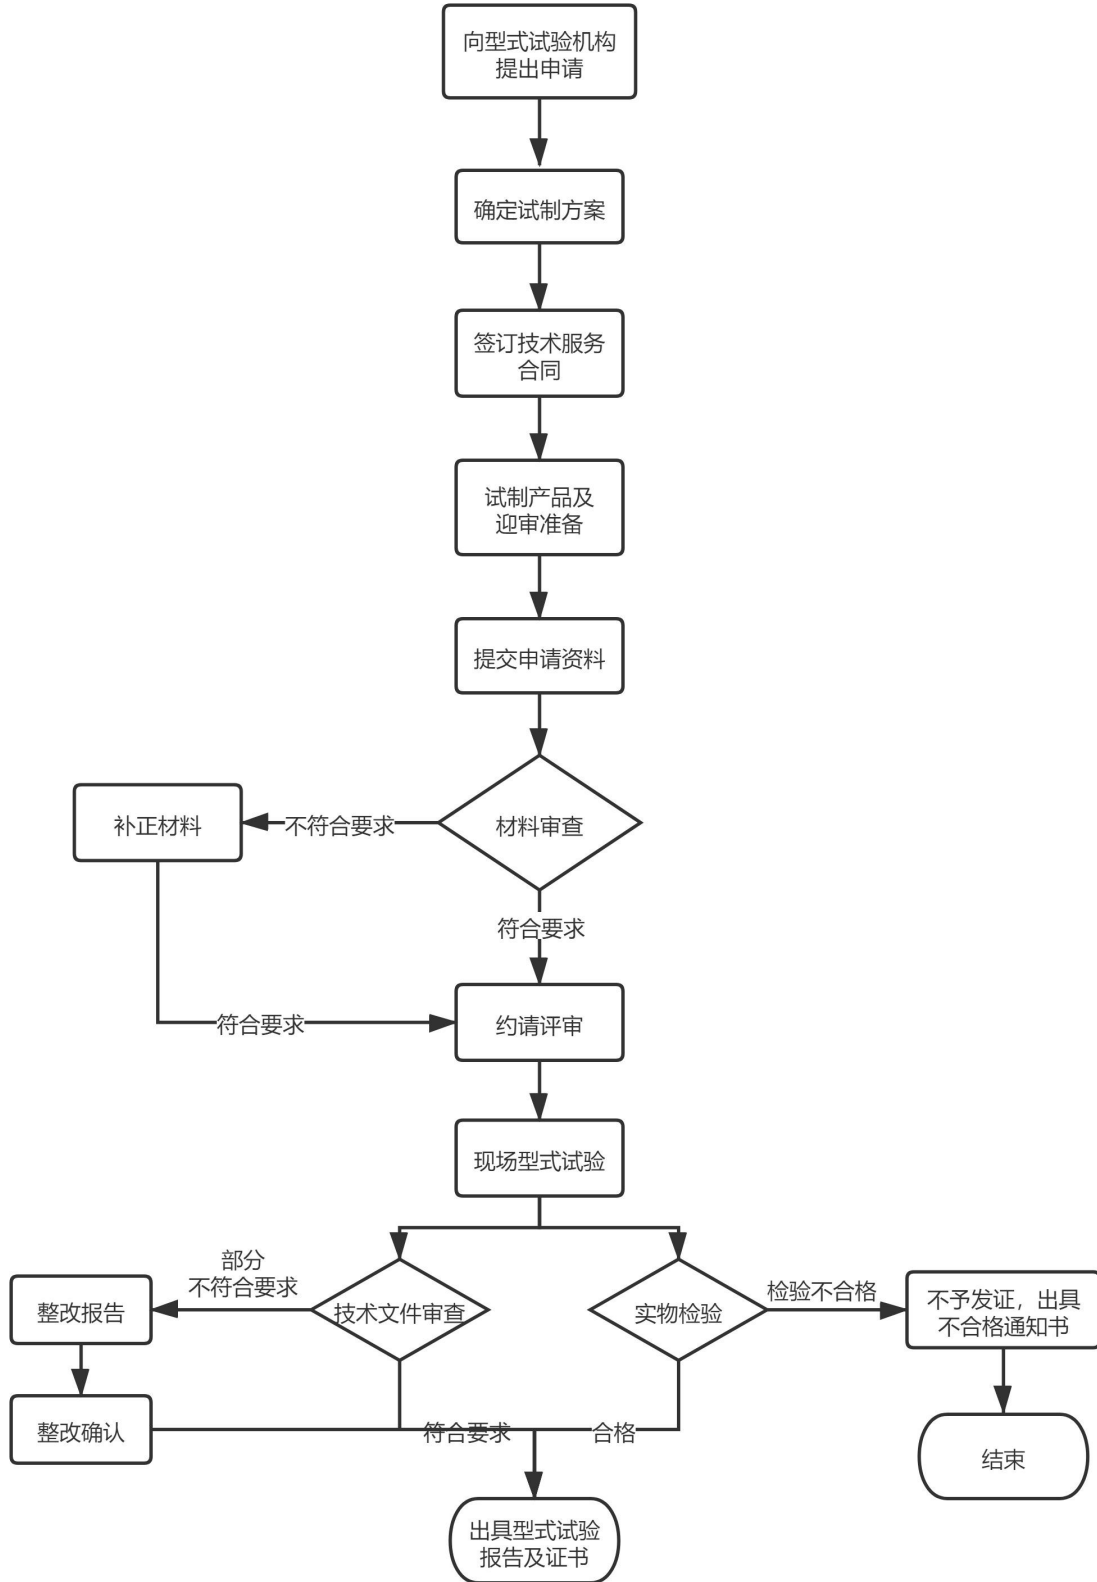 向型式试验机构
提出申请
确定试制方案
签订技术服务
合同
试制产品及
迎审准备
提交申请资料
补正材料
不符合要求
材料审查
符合要求
符合要求
约请评审
现场型式试验
部分
不符合要求
整改报告
技术文件审查
实物检验
检验不合格
不予发证，出具
不合格通知书
整改确认
符合要求
合格
结束
出具型式试验
报告及证书